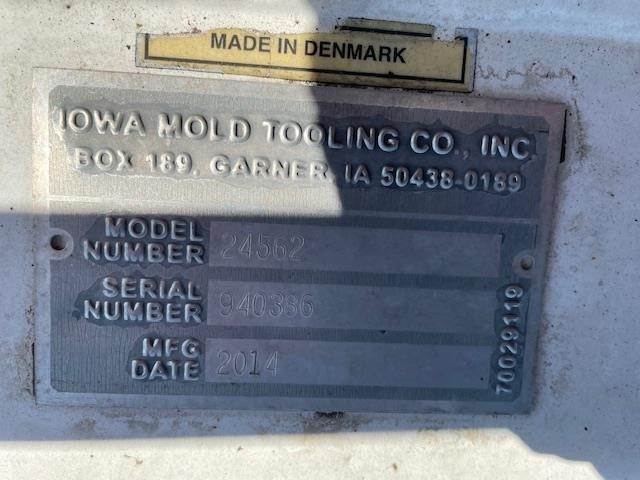 MADE IN DENMARK
IOWA MOLD TOOLING CO., INC.
BOX 189, GARNER, IA 50438-0189
MODEL NUMBER 24562
SERIAL NUMBER 940386
MFG DATE 2014
70029119